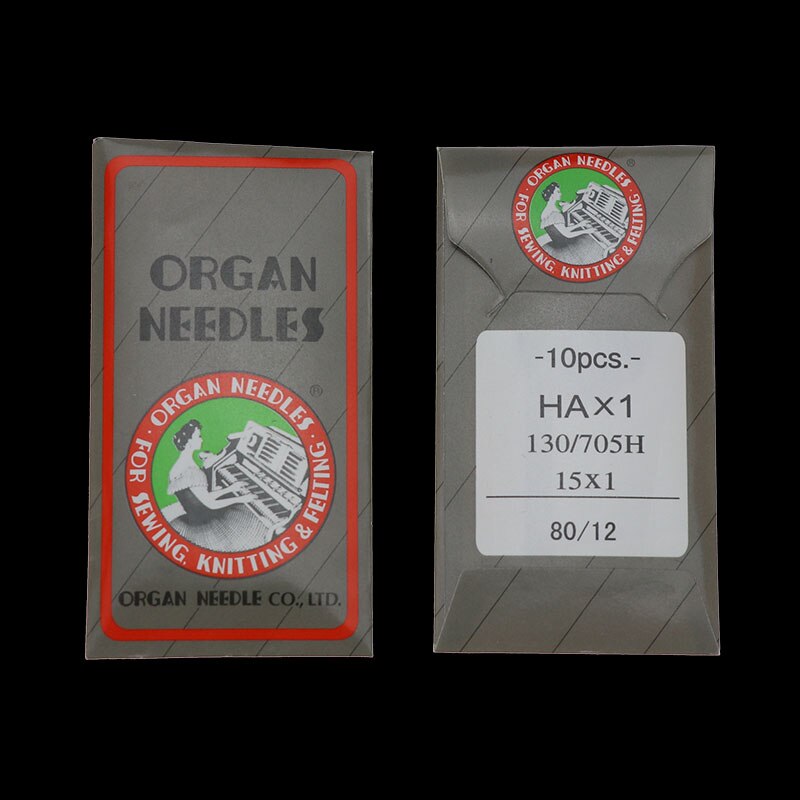 ORGAN
NEEDLES
· ORGAN NEEDLES ·
FOR SEWING, KNITTING & FELTING
®
ORGAN NEEDLE CO., LTD.
· ORGAN NEEDLES ·
FOR SEWING, KNITTING & FELTING
®
-10pcs.-
HA×1
130/705H
15x1
80/12